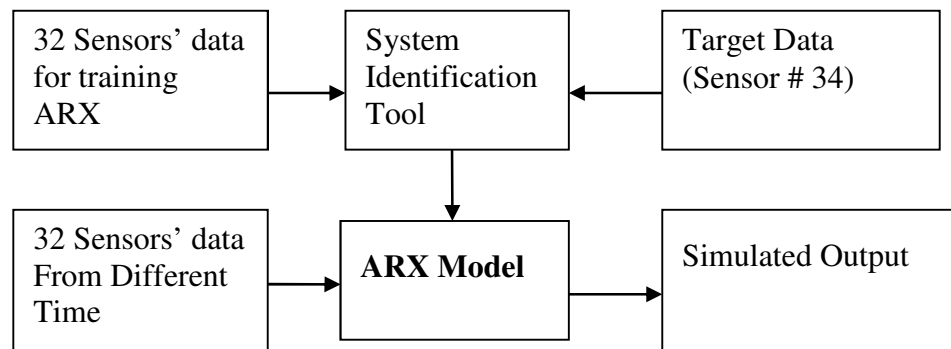 32 Sensors’ data
for training
ARX
System
Identification
Tool
Target Data
(Sensor # 34)
32 Sensors’ data
From Different
Time
ARX Model
Simulated Output